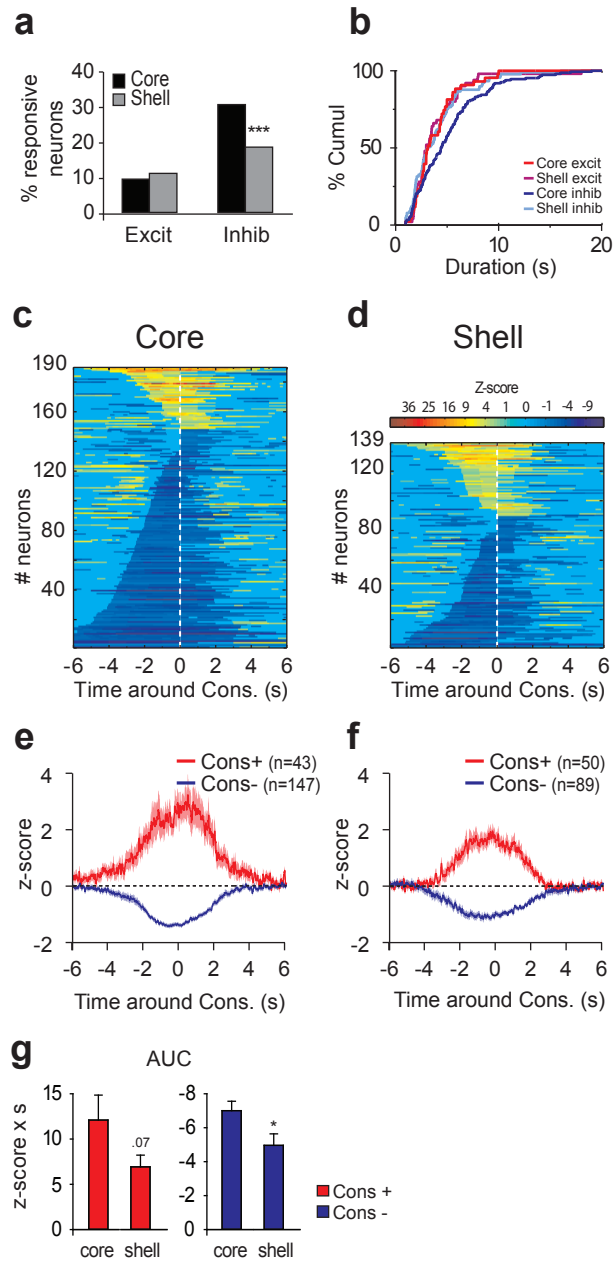 a
% responsive
neurons
40
30
20
10
0
Core
Shell
***
Excit
Inhib
b
% Cumul
100
50
0
Core excit
Shell excit
Core inhib
Shell inhib
0
10
20
Duration (s)
c
Core
# neurons
190
160
120
80
40
-6 -4 -2 0 2 4 6
Time around Cons. (s)
d
Shell
Z-score
36 25 16 9 4 1 0 -1 -4 -9
# neurons
139
120
80
40
-6 -4 -2 0 2 4 6
Time around Cons. (s)
e
Cons+ (n=43)
Cons- (n=147)
z-score
4
2
0
-2
-6 -4 -2 0 2 4 6
Time around Cons. (s)
f
Cons+ (n=50)
Cons- (n=89)
z-score
4
2
0
-2
-6 -4 -2 0 2 4 6
Time around Cons. (s)
g
AUC
z-score x s
15
10
5
0
.07
core shell
-8
-6
-4
-2
-0
*
core shell
Cons +
Cons -